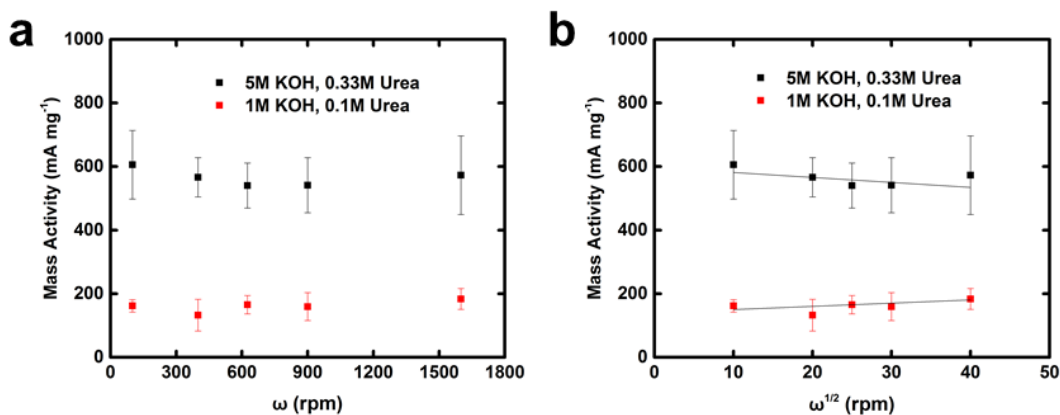 a
1000
800
600
400
200
0
Mass Activity (mA mg⁻¹)
5M KOH, 0.33M Urea
1M KOH, 0.1M Urea
0 300 600 900 1200 1500 1800
ω (rpm)
b
1000
800
600
400
200
0
Mass Activity (mA mg⁻¹)
5M KOH, 0.33M Urea
1M KOH, 0.1M Urea
0 10 20 30 40 50
ω¹ᐟ² (rpm)